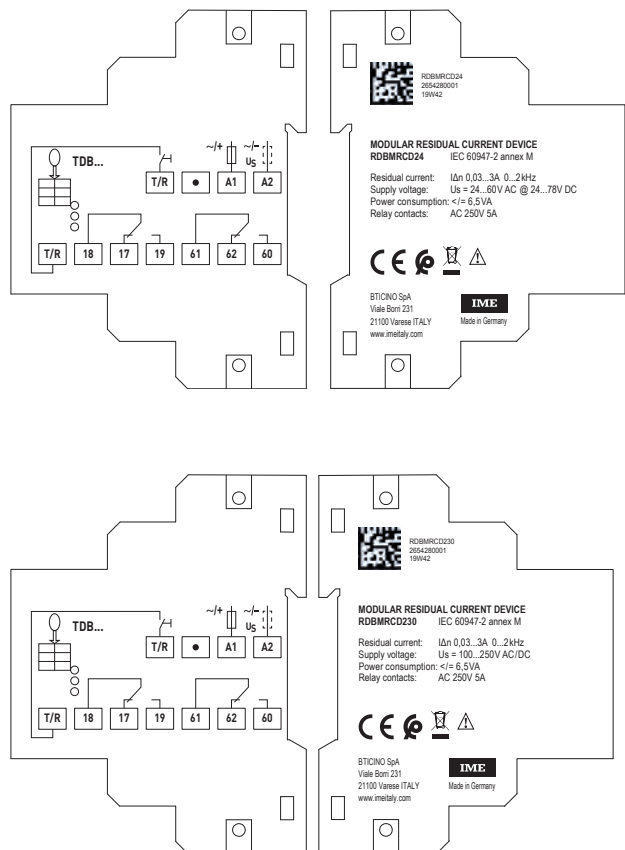 RDBMRCD24
2654280001
19W42
MODULAR RESIDUAL CURRENT DEVICE
RDBMRCD24 IEC 60947-2 annex M
Residual current: IΔn 0,03...3A 0...2kHz
Supply voltage: Us = 24...60V AC @ 24...78V DC
Power consumption: </= 6,5VA
Relay contacts: AC 250V 5A
TDB...
~/+ ~/-
Us
T/R ● A1 A2
T/R 18 17 19 61 62 60
CE
BTICINO SpA
Viale Borri 231
21100 Varese ITALY
www.imeitaly.com
IME
Made in Germany
RDBMRCD230
2654280001
19W42
MODULAR RESIDUAL CURRENT DEVICE
RDBMRCD230 IEC 60947-2 annex M
Residual current: IΔn 0,03...3A 0...2kHz
Supply voltage: Us = 100...250V AC/DC
Power consumption: </= 6,5VA
Relay contacts: AC 250V 5A
TDB...
~/+ ~/-
Us
T/R ● A1 A2
T/R 18 17 19 61 62 60
CE
BTICINO SpA
Viale Borri 231
21100 Varese ITALY
www.imeitaly.com
IME
Made in Germany